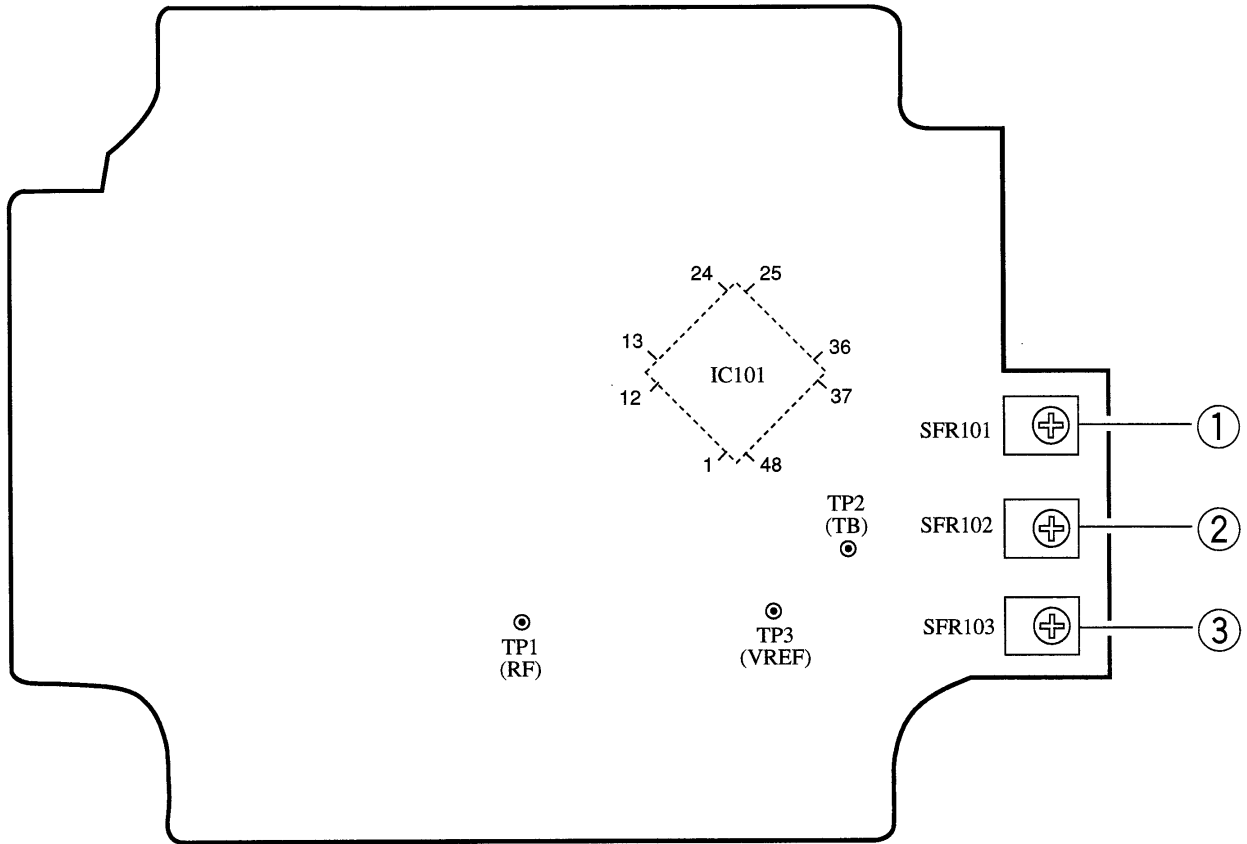 24 25
13 36
IC101
12 37
1 48
SFR101 ①
TP2
(TB)
SFR102 ②
TP1
(RF)
TP3
(VREF)
SFR103 ③